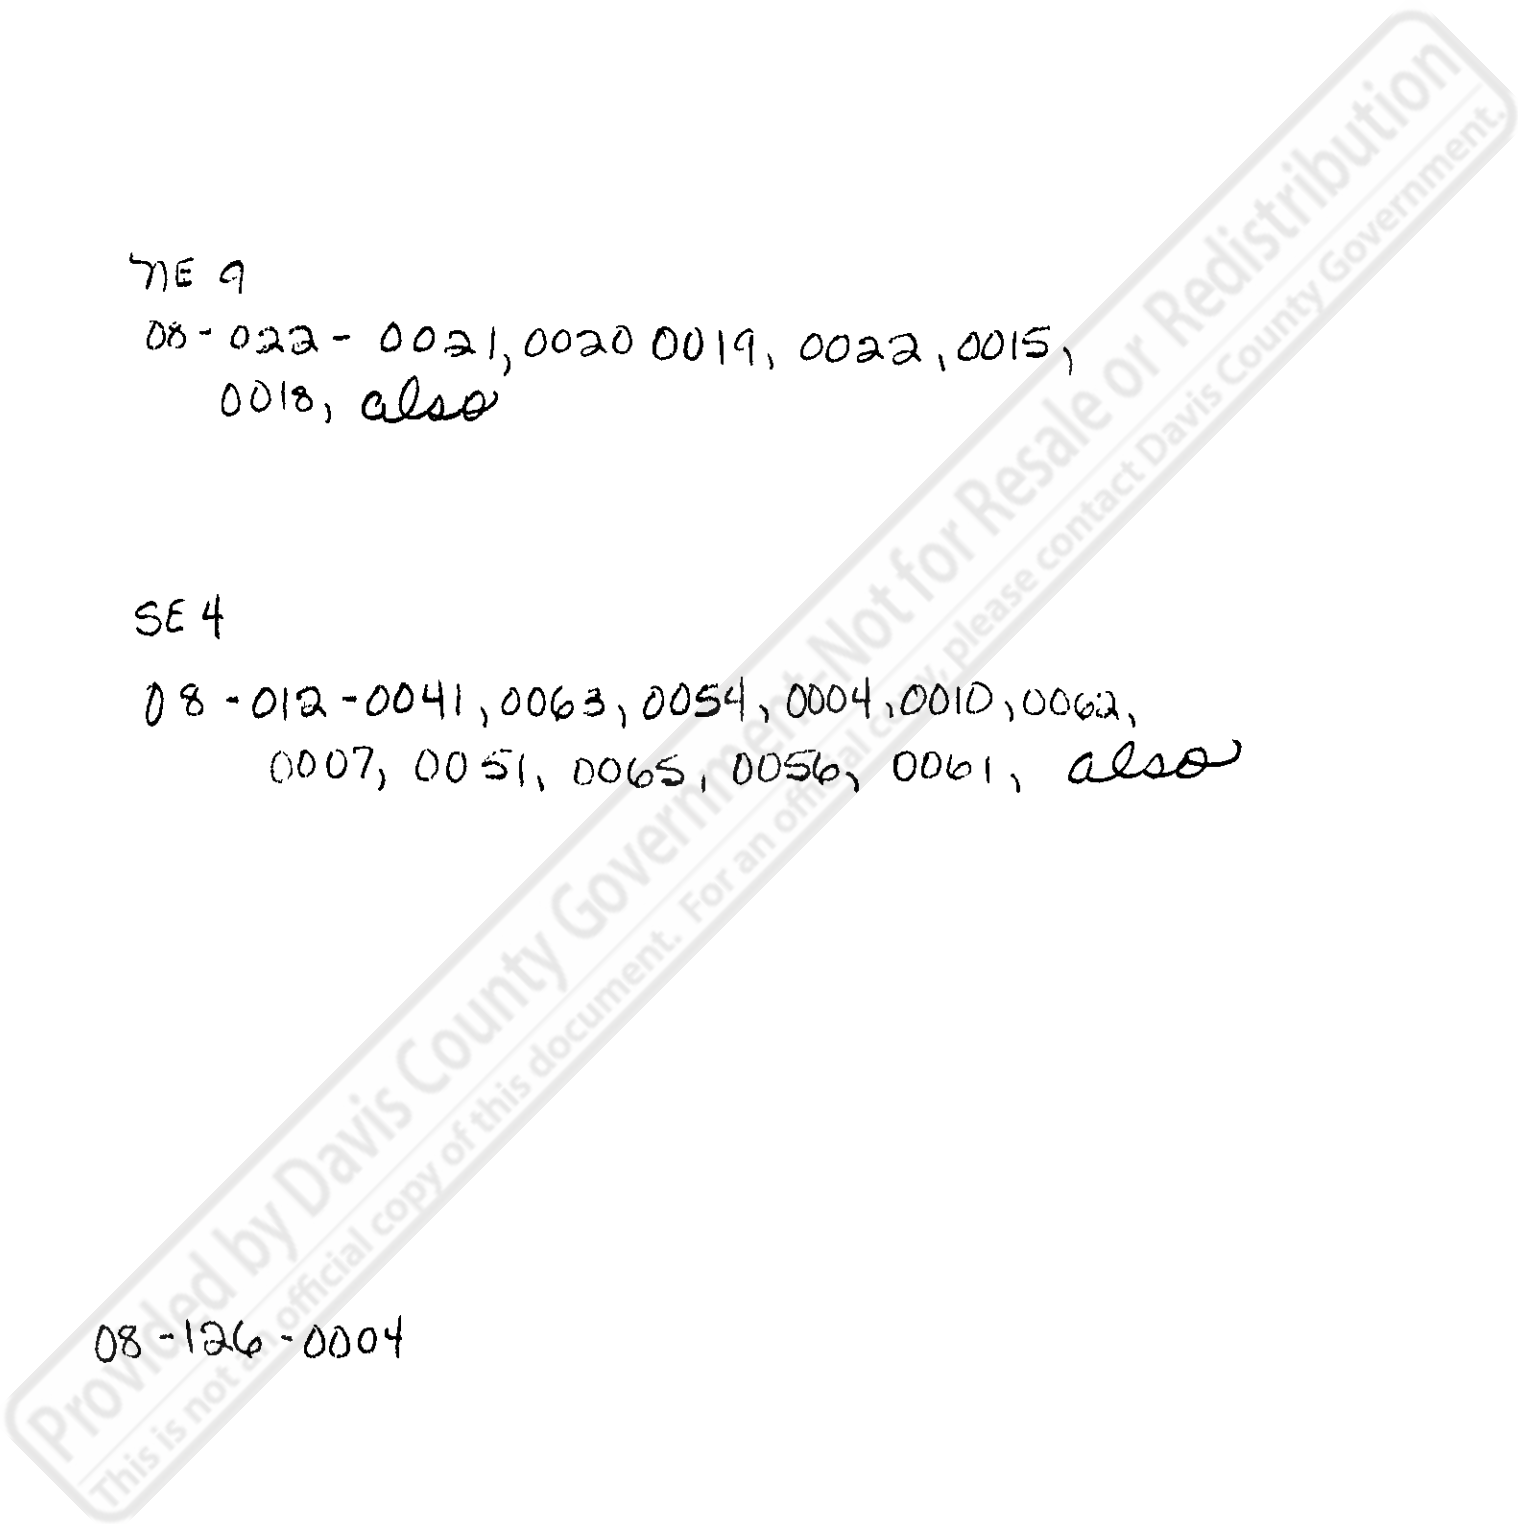 NE 9
08-022-0021, 0020 0019, 0022, 0015,
0018, also
SE 4
08-012-0041, 0063, 0054, 0004, 0010, 0062,
0007, 0051, 0065, 0056, 0061, also
08-126-0004
Provided by Davis County Government-Not for Resale or Redistribution
This is not an official copy of this document. For an official copy, please contact Davis County Government.